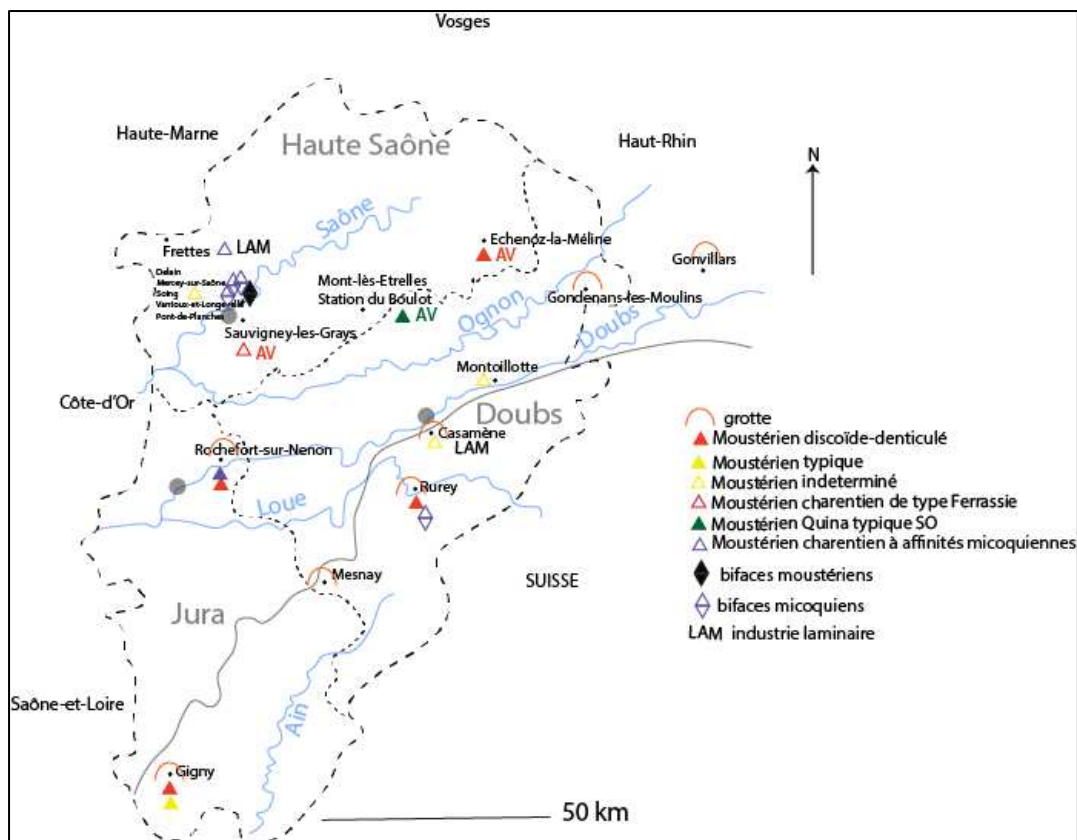 Vosges
Haute-Marne
Haute Saône
Haut-Rhin
N
Saône
Frettes
LAM
Echenoz-la-Méline
AV
Gonvillars
Delain
Mercey-sur-Saône
Soing
Vanloux-et-Longevelle
Pont-de-Planches
Mont-lès-Etrelles
Station du Boulot
AV
Ognon
Gondenans-les-Moulins
Doubs
Sauvigney-les-Grays
AV
Montoillotte
Côte-d'Or
Doubs
Casamène
LAM
Rochefort-sur-Nenon
Loue
Rurey
grotte
Moustérien discoïde-denticulé
Moustérien typique
Moustérien indeterminé
Moustérien charentien de type Ferrassie
Moustérien Quina typique SO
Moustérien charentien à affinités micoquiennes
bifaces moustériens
bifaces micoquiens
LAM industrie laminaire
Mesnay
SUISSE
Jura
Saône-et-Loire
Ain
Gigny
50 km